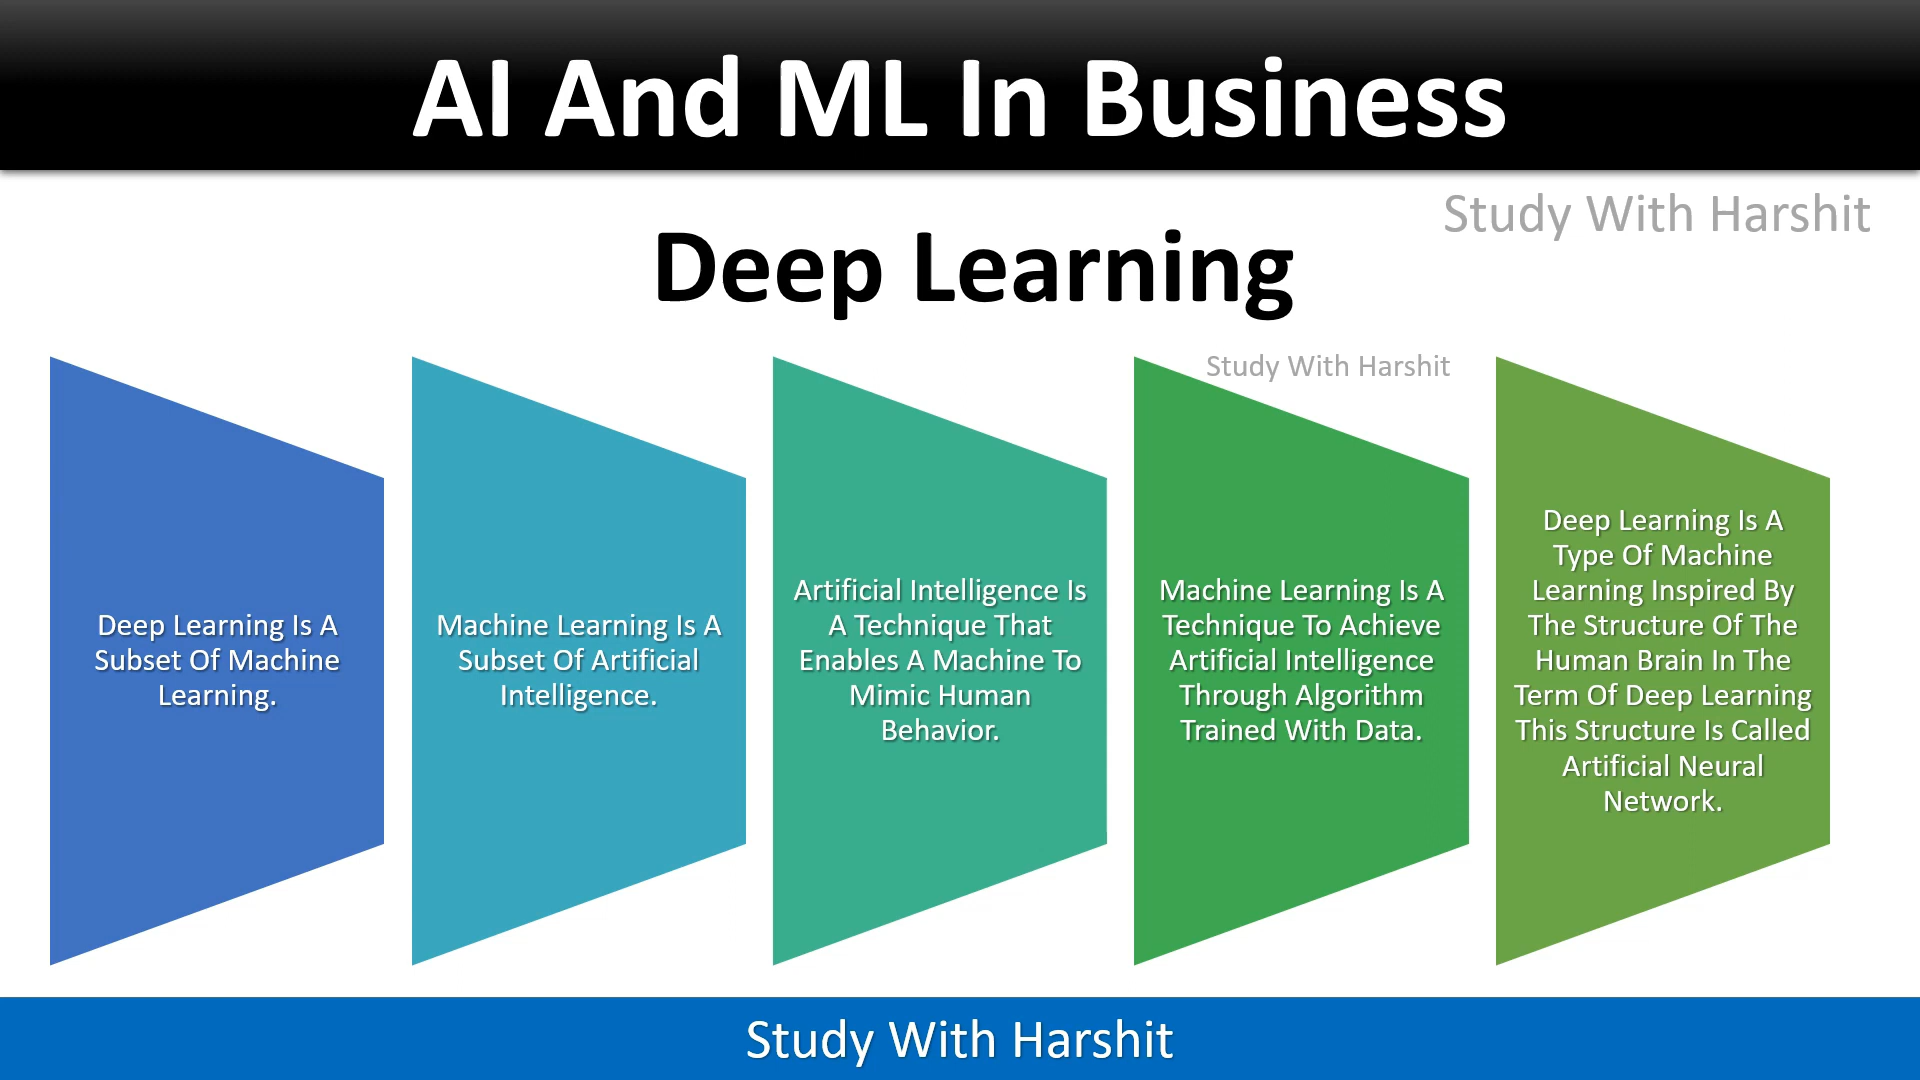 AI And ML In Business
Study With Harshit
Deep Learning
Study With Harshit
Deep Learning Is A
Subset Of Machine
Learning.
Machine Learning Is A
Subset Of Artificial
Intelligence.
Artificial Intelligence Is
A Technique That
Enables A Machine To
Mimic Human
Behavior.
Machine Learning Is A
Technique To Achieve
Artificial Intelligence
Through Algorithm
Trained With Data.
Deep Learning Is A
Type Of Machine
Learning Inspired By
The Structure Of The
Human Brain In The
Term Of Deep Learning
This Structure Is Called
Artificial Neural
Network.
Study With Harshit